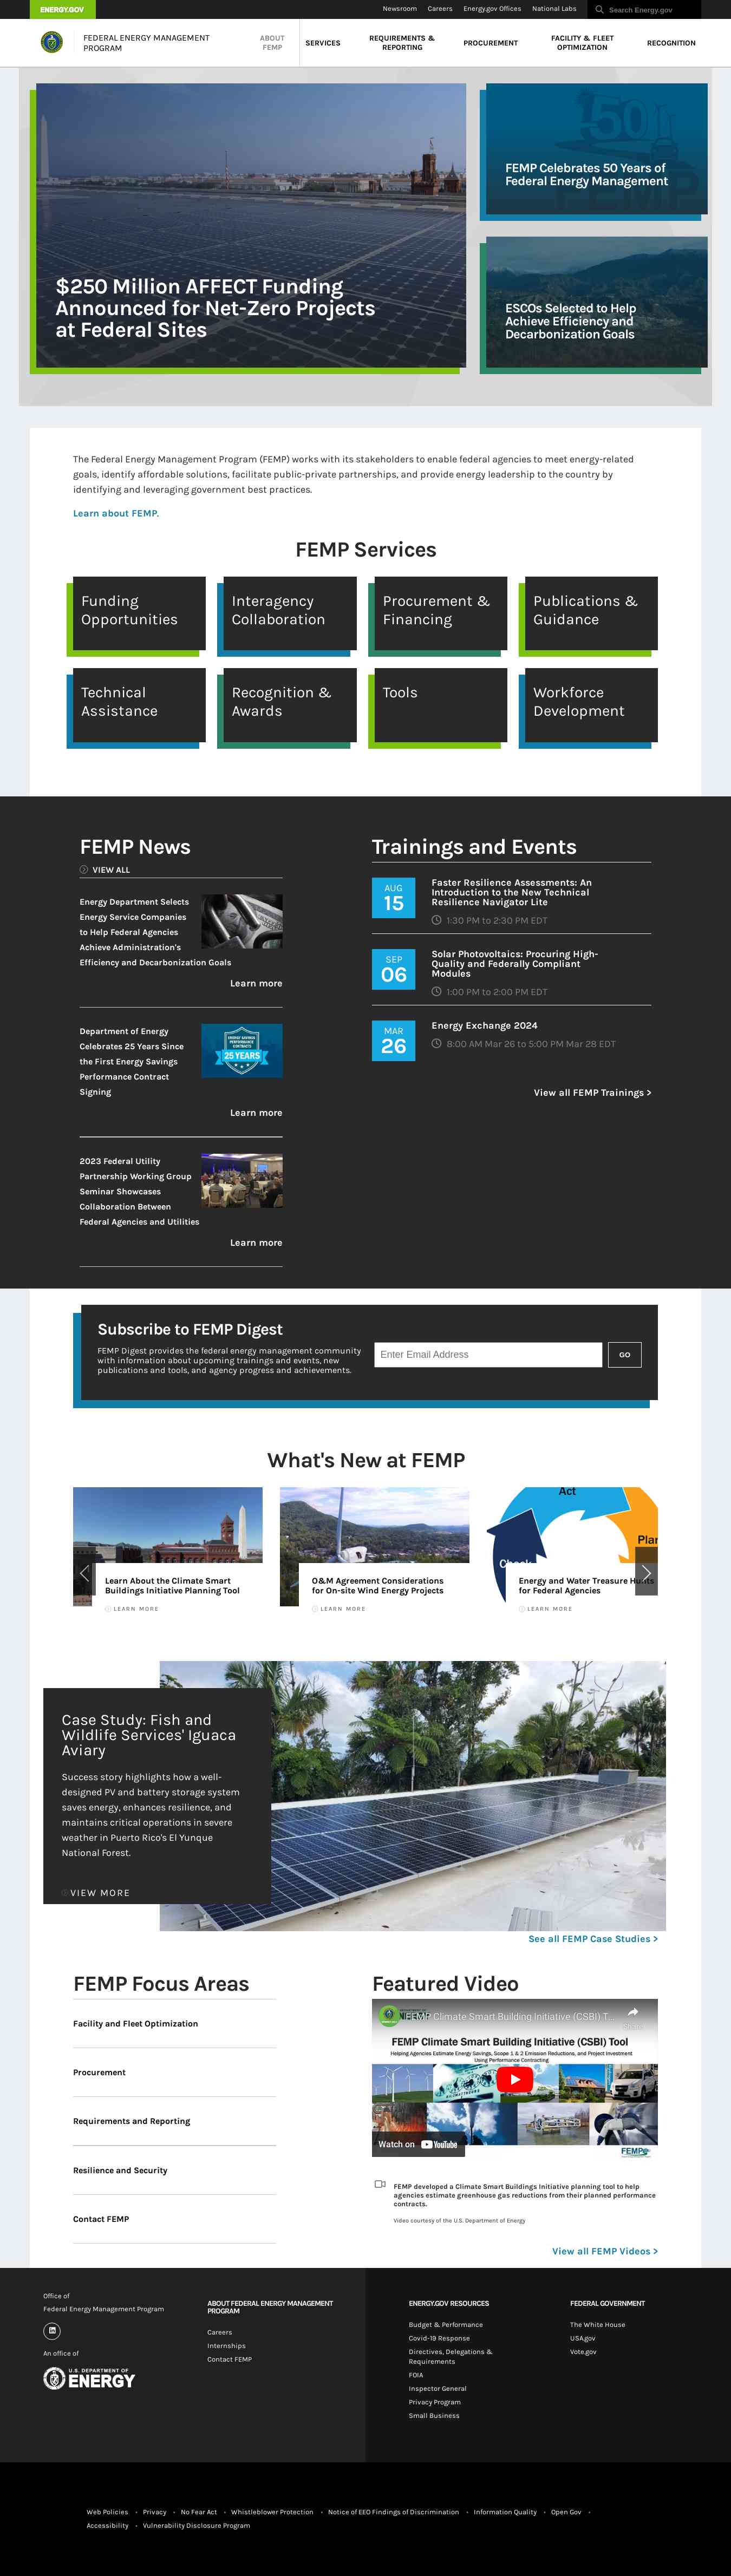 ENERGY.GOV
Newsroom Careers Energy.gov Offices National Labs Search Energy.gov
FEDERAL ENERGY MANAGEMENT
PROGRAM
ABOUT
FEMP
SERVICES
REQUIREMENTS &
REPORTING
PROCUREMENT
FACILITY & FLEET
OPTIMIZATION
RECOGNITION
$250 Million AFFECT Funding
Announced for Net-Zero Projects
at Federal Sites
50
FEMP Celebrates 50 Years of
Federal Energy Management
ESCOs Selected to Help
Achieve Efficiency and
Decarbonization Goals
The Federal Energy Management Program (FEMP) works with its stakeholders to enable federal agencies to meet energy-related
goals, identify affordable solutions, facilitate public-private partnerships, and provide energy leadership to the country by
identifying and leveraging government best practices.
Learn about FEMP.
FEMP Services
Funding
Opportunities
Interagency
Collaboration
Procurement &
Financing
Publications &
Guidance
Technical
Assistance
Recognition &
Awards
Tools
Workforce
Development
FEMP News
VIEW ALL
Energy Department Selects
Energy Service Companies
to Help Federal Agencies
Achieve Administration's
Efficiency and Decarbonization Goals
Learn more
Department of Energy
Celebrates 25 Years Since
the First Energy Savings
Performance Contract
Signing
25 YEARS
Learn more
2023 Federal Utility
Partnership Working Group
Seminar Showcases
Collaboration Between
Federal Agencies and Utilities
Learn more
Trainings and Events
AUG
15
Faster Resilience Assessments: An
Introduction to the New Technical
Resilience Navigator Lite
1:30 PM to 2:30 PM EDT
SEP
06
Solar Photovoltaics: Procuring High-
Quality and Federally Compliant
Modules
1:00 PM to 2:00 PM EDT
MAR
26
Energy Exchange 2024
8:00 AM Mar 26 to 5:00 PM Mar 28 EDT
View all FEMP Trainings >
Subscribe to FEMP Digest
FEMP Digest provides the federal energy management community
with information about upcoming trainings and events, new
publications and tools, and agency progress and achievements.
Enter Email Address
GO
What's New at FEMP
Learn About the Climate Smart
Buildings Initiative Planning Tool
LEARN MORE
O&M Agreement Considerations
for On-site Wind Energy Projects
LEARN MORE
Act
Plan
Check
Energy and Water Treasure Hunts
for Federal Agencies
LEARN MORE
Case Study: Fish and
Wildlife Services' Iguaca
Aviary
Success story highlights how a well-
designed PV and battery storage system
saves energy, enhances resilience, and
maintains critical operations in severe
weather in Puerto Rico's El Yunque
National Forest.
VIEW MORE
See all FEMP Case Studies >
FEMP Focus Areas
Facility and Fleet Optimization
Procurement
Requirements and Reporting
Resilience and Security
Contact FEMP
Featured Video
FEMP Climate Smart Building Initiative (CSBI) T...
FEMP Climate Smart Building Initiative (CSBI) Tool
Helping Agencies Estimate Energy Savings, Scope 1 & 2 Emission Reductions, and Project Investment
Using Performance Contracting
Watch on YouTube
FEMP
FEMP developed a Climate Smart Buildings Initiative planning tool to help
agencies estimate greenhouse gas reductions from their planned performance
contracts.
Video courtesy of the U.S. Department of Energy
View all FEMP Videos >
Office of
Federal Energy Management Program
An office of
U.S. DEPARTMENT OF
ENERGY
ABOUT FEDERAL ENERGY MANAGEMENT
PROGRAM
Careers
Internships
Contact FEMP
ENERGY.GOV RESOURCES
Budget & Performance
Covid-19 Response
Directives, Delegations &
Requirements
FOIA
Inspector General
Privacy Program
Small Business
FEDERAL GOVERNMENT
The White House
USA.gov
Vote.gov
Web Policies • Privacy • No Fear Act • Whistleblower Protection • Notice of EEO Findings of Discrimination • Information Quality • Open Gov •
Accessibility • Vulnerability Disclosure Program